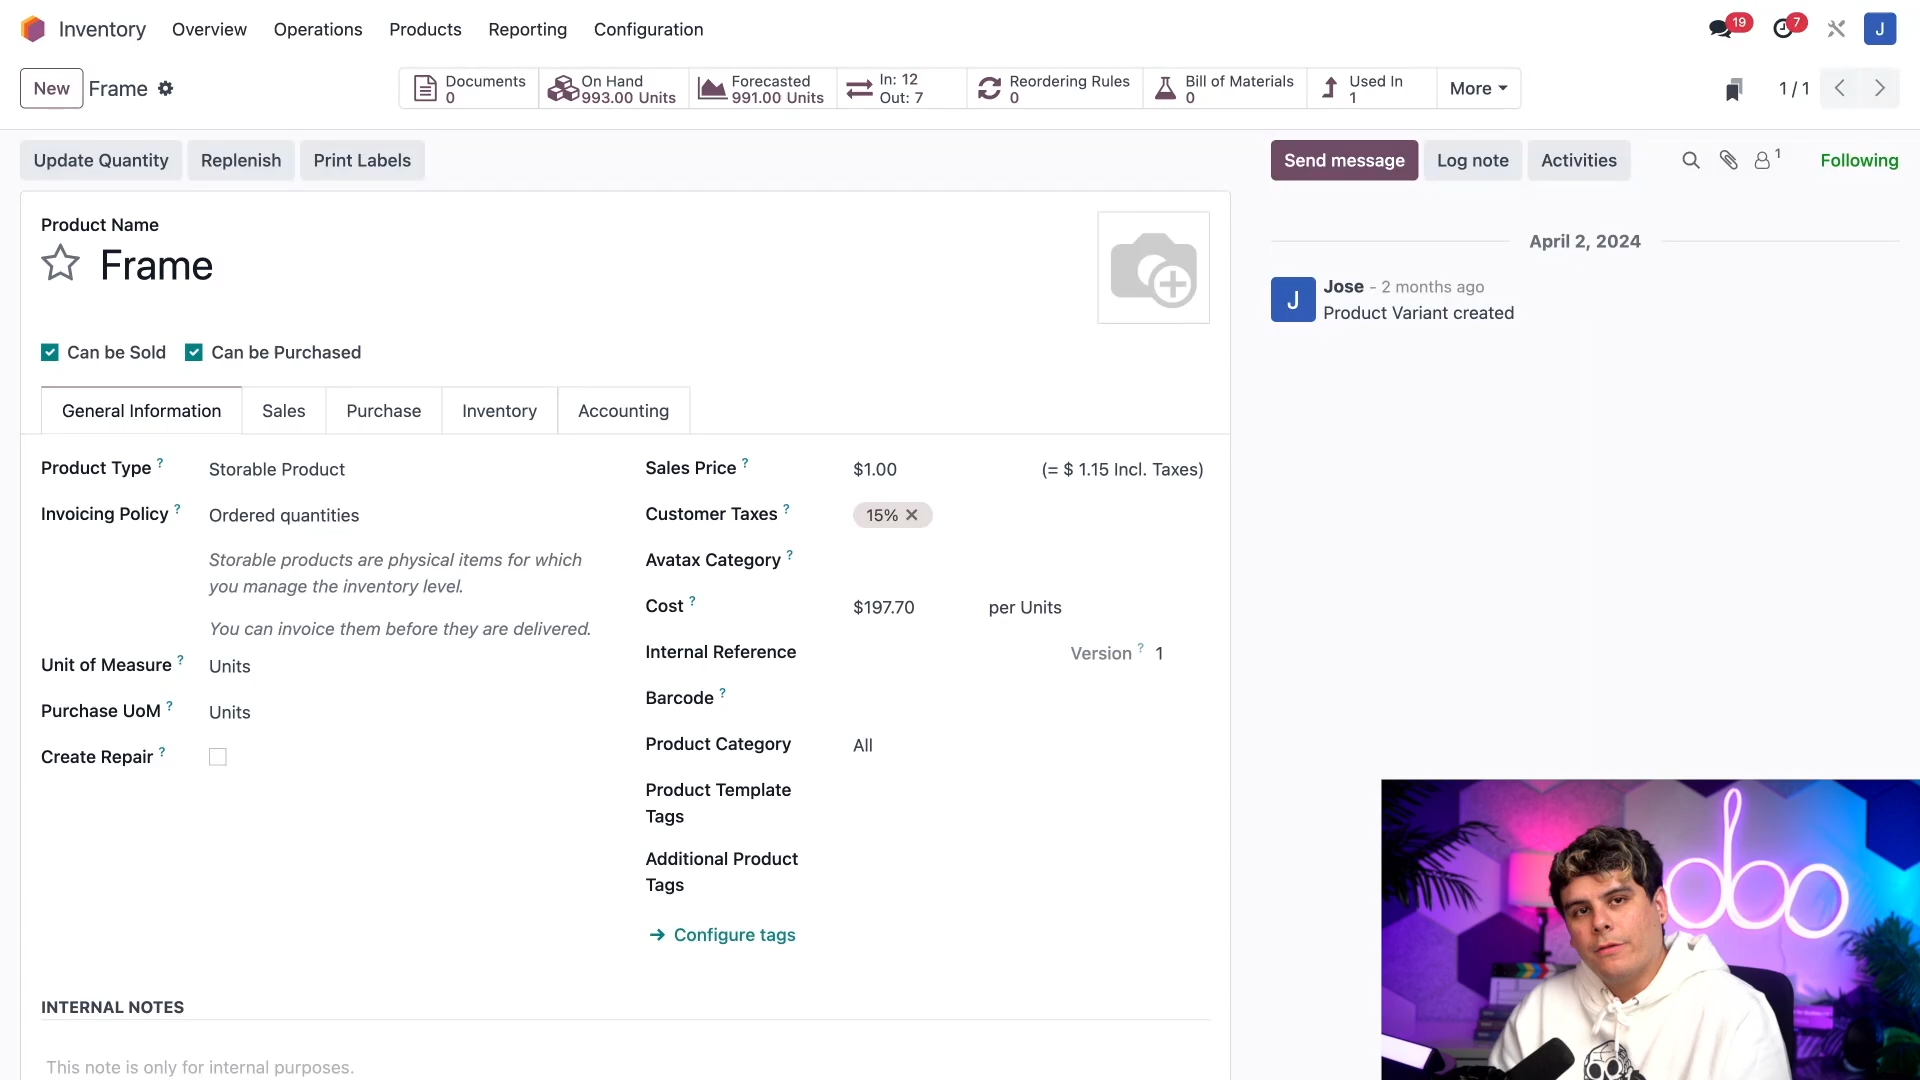 Inventory Overview Operations Products Reporting Configuration 19 7 J
New Frame
Documents 0
On Hand 993.00 Units
Forecasted 991.00 Units
In: 12 Out: 7
Reordering Rules 0
Bill of Materials 0
Used In 1
More
1 / 1
Update Quantity Replenish Print Labels
Send message Log note Activities 1 Following
Product Name
Frame
April 2, 2024
J Jose - 2 months ago
Product Variant created
Can be Sold Can be Purchased
General Information Sales Purchase Inventory Accounting
Product Type ? Storable Product
Invoicing Policy ? Ordered quantities
Storable products are physical items for which
you manage the inventory level.
You can invoice them before they are delivered.
Unit of Measure ? Units
Purchase UoM ? Units
Create Repair ?
Sales Price ? $1.00 (= $ 1.15 Incl. Taxes)
Customer Taxes ? 15%
Avatax Category ?
Cost ? $197.70 per Units
Internal Reference Version ? 1
Barcode ?
Product Category All
Product Template
Tags
Additional Product
Tags
Configure tags
INTERNAL NOTES
This note is only for internal purposes.
odoo